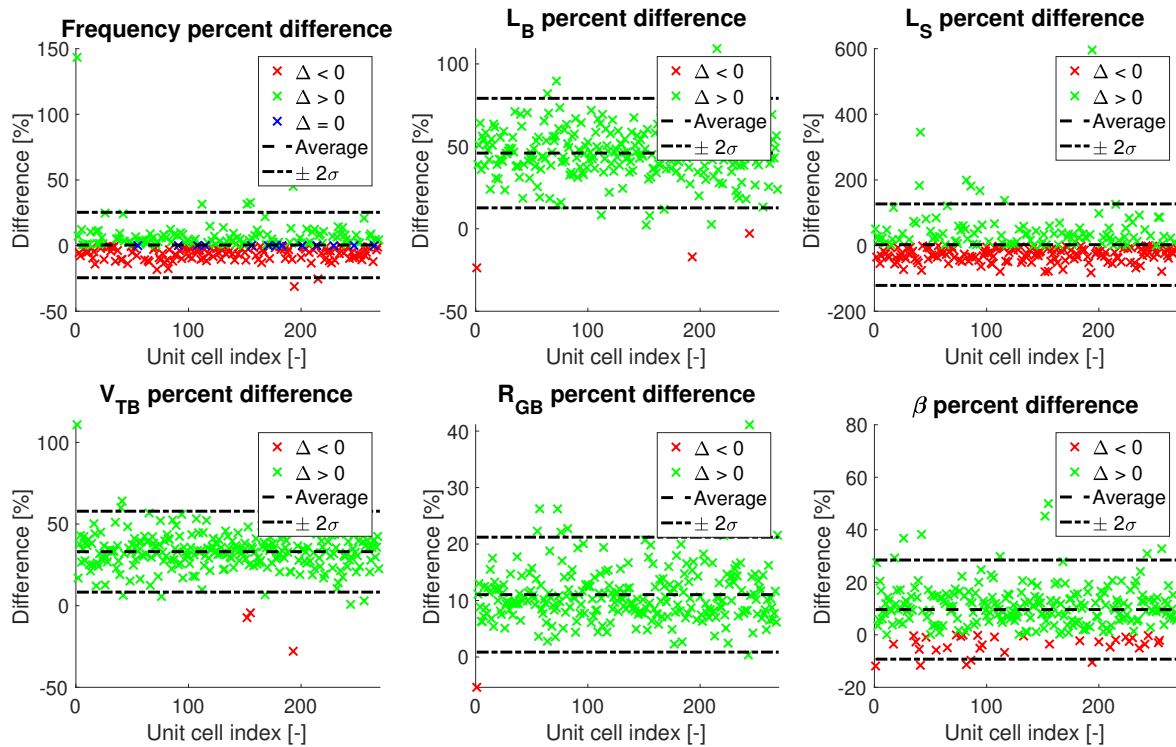 Frequency percent difference
150
100
50
0
-50
0
100
200
Difference [%]
Unit cell index [-]
Δ < 0
Δ > 0
Δ = 0
Average
± 2σ
L_B percent difference
100
50
0
-50
0
100
200
Difference [%]
Unit cell index [-]
Δ < 0
Δ > 0
Average
± 2σ
L_S percent difference
600
400
200
0
-200
0
100
200
Difference [%]
Unit cell index [-]
Δ < 0
Δ > 0
Average
± 2σ
V_TB percent difference
100
50
0
-50
0
100
200
Difference [%]
Unit cell index [-]
Δ < 0
Δ > 0
Average
± 2σ
R_GB percent difference
40
30
20
10
0
0
100
200
Difference [%]
Unit cell index [-]
Δ < 0
Δ > 0
Average
± 2σ
β percent difference
80
60
40
20
0
-20
0
100
200
Difference [%]
Unit cell index [-]
Δ < 0
Δ > 0
Average
± 2σ